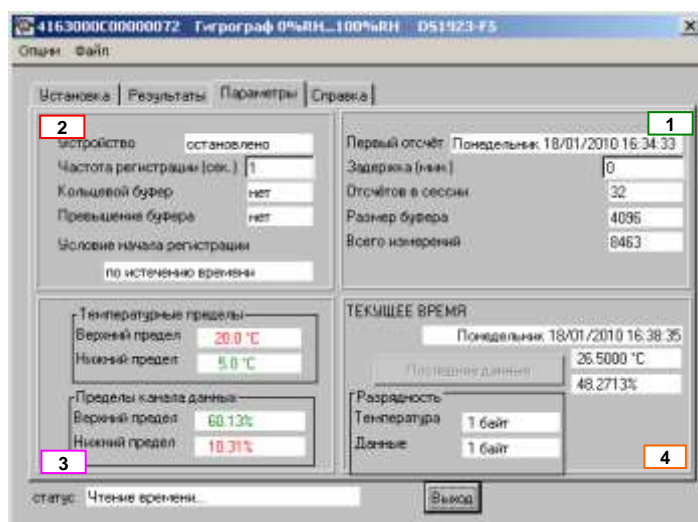 4163000C00000072 Гигрограф 0%RH...100%RH DS1923-F5
Опции Файл
Установка Результаты Параметры Справка
2
Устройство остановлено
Частота регистрации (сек.) 1
Кольцевой буфер нет
Превышение буфера нет
Условие начала регистрации
по истечению времени
1
Первый отсчёт Понедельник 18/01/2010 16:34:33
Задержка (мин.) 0
Отсчётов в сессии 32
Размер буфера 4096
Всего измерений 8463
Температурные пределы
Верхний предел 20.0 °C
Нижний предел 5.0 °C
Пределы канала данных
Верхний предел 60.13%
Нижний предел 10.31%
3
ТЕКУЩЕЕ ВРЕМЯ
Понедельник 18/01/2010 16:38:35
Последние данные 26.5000 °C
48.2713%
Разрядность
Температура 1 байт
Данные 1 байт
4
статус Чтение времени...
Выход